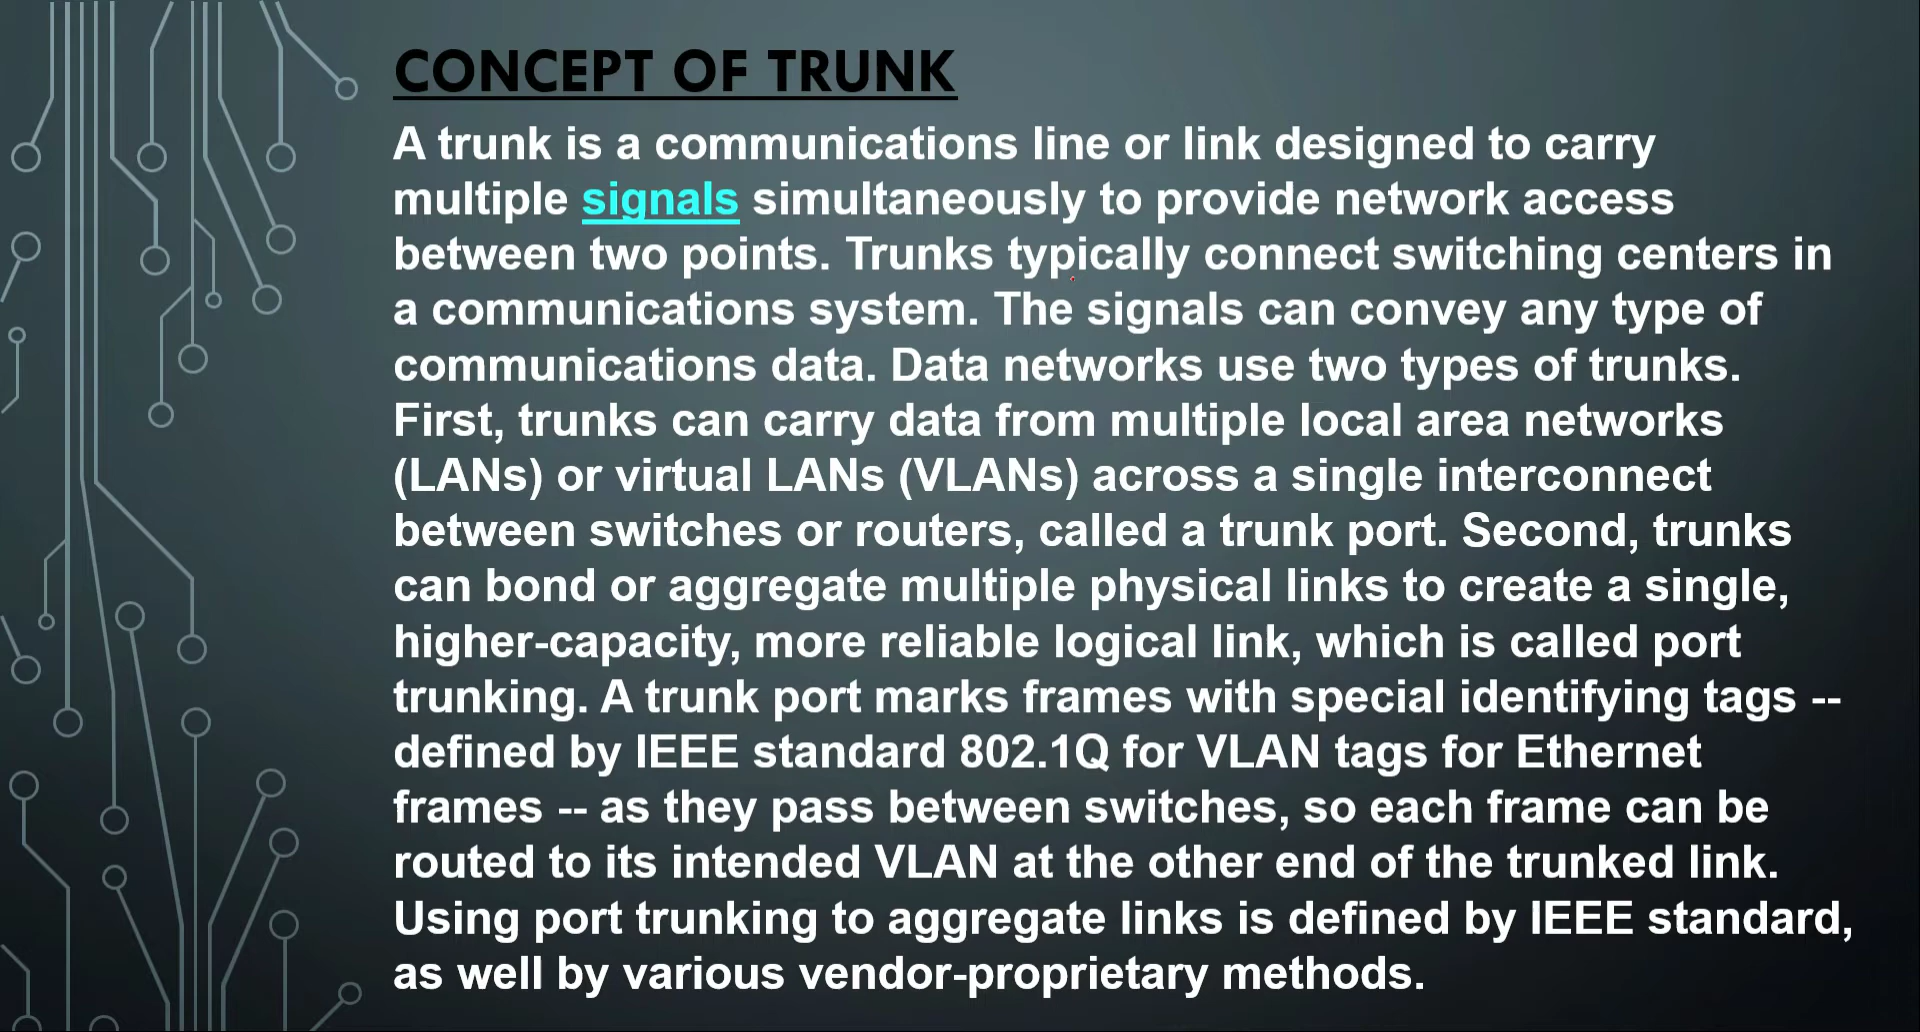 CONCEPT OF TRUNK
A trunk is a communications line or link designed to carry
multiple signals simultaneously to provide network access
between two points. Trunks typically connect switching centers in
a communications system. The signals can convey any type of
communications data. Data networks use two types of trunks.
First, trunks can carry data from multiple local area networks
(LANs) or virtual LANs (VLANs) across a single interconnect
between switches or routers, called a trunk port. Second, trunks
can bond or aggregate multiple physical links to create a single,
higher-capacity, more reliable logical link, which is called port
trunking. A trunk port marks frames with special identifying tags --
defined by IEEE standard 802.1Q for VLAN tags for Ethernet
frames -- as they pass between switches, so each frame can be
routed to its intended VLAN at the other end of the trunked link.
Using port trunking to aggregate links is defined by IEEE standard,
as well by various vendor-proprietary methods.